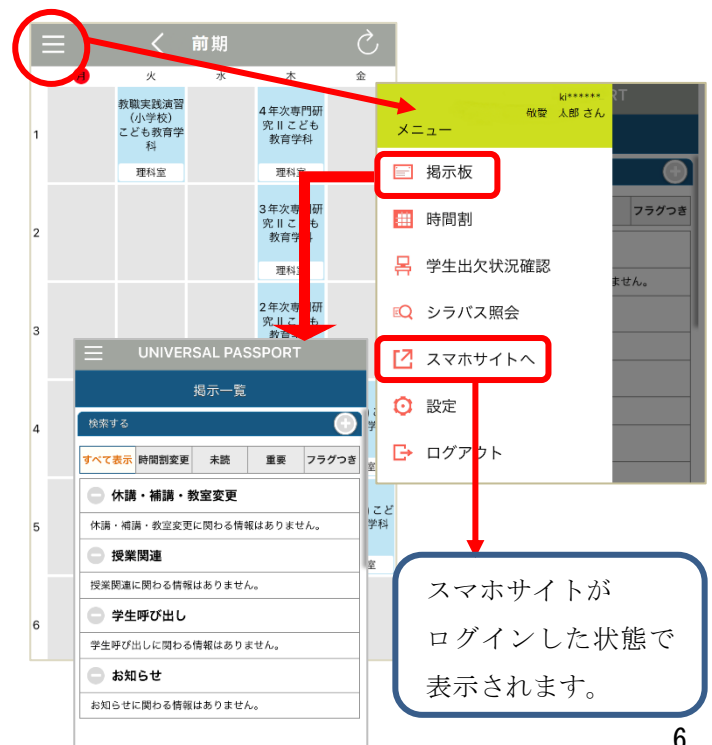 前期
月 火 水 木 金
1
教職実践演習
(小学校)
こども教育学
科
理科室
4年次専門研
究Ⅱこども
教育学科
理科室
2
3年次専門研
究Ⅱこども
教育学科
理科室
3
2年次専門研
究Ⅱこども
4
5
こど
学科
室
6
ki******
敬愛 太郎 さん
メニュー
掲示板
時間割
学生出欠状況確認
シラバス照会
スマホサイトへ
設定
ログアウト
RT
フラグつき
ません。
UNIVERSAL PASSPORT
掲示一覧
検索する
すべて表示 時間割変更 未読 重要 フラグつき
休講・補講・教室変更
休講・補講・教室変更に関わる情報はありません。
授業関連
授業関連に関わる情報はありません。
学生呼び出し
学生呼び出しに関わる情報はありません。
お知らせ
お知らせに関わる情報はありません。
スマホサイトが
ログインした状態で
表示されます。
6